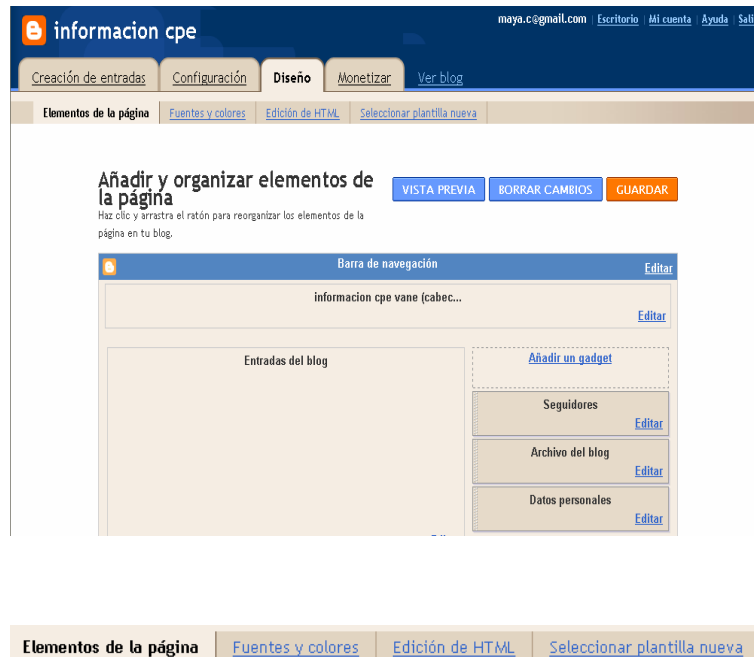 informacion cpe
maya.c@gmail.com | Escritorio | Mi cuenta | Ayuda | Sali
Creación de entradas Configuración Diseño Monetizar Ver blog
Elementos de la página Fuentes y colores Edición de HTML Seleccionar plantilla nueva
Añadir y organizar elementos de
la página
VISTA PREVIA BORRAR CAMBIOS GUARDAR
Haz clic y arrastra el ratón para reorganizar los elementos de la
página en tu blog.
Barra de navegación
Editar
informacion cpe vane (cabec...
Editar
Entradas del blog
Añadir un gadget
Seguidores
Editar
Archivo del blog
Editar
Datos personales
Editar
Elementos de la página Fuentes y colores Edición de HTML Seleccionar plantilla nueva